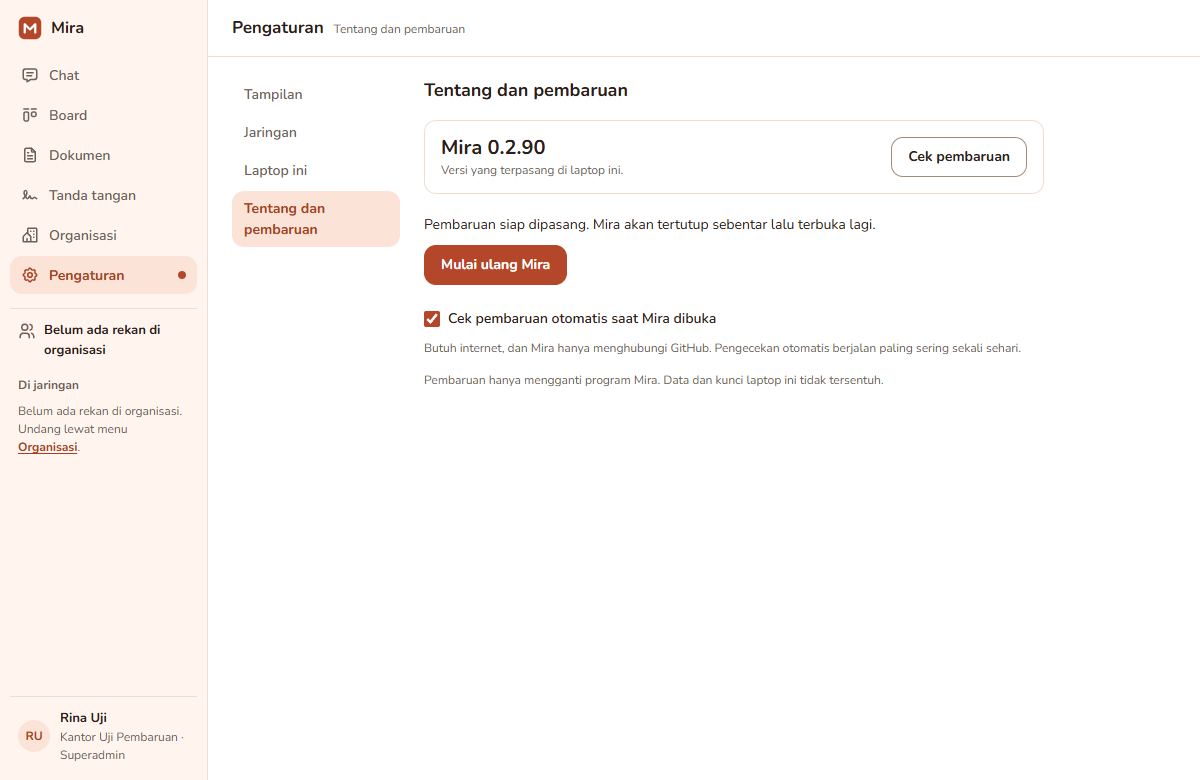 Mira
Chat
Board
Dokumen
Tanda tangan
Organisasi
Pengaturan
Belum ada rekan di
organisasi
Di jaringan
Belum ada rekan di organisasi.
Undang lewat menu
Organisasi.
RU
Rina Uji
Kantor Uji Pembaruan ·
Superadmin
Pengaturan Tentang dan pembaruan
Tampilan
Jaringan
Laptop ini
Tentang dan
pembaruan
Tentang dan pembaruan
Mira 0.2.90
Versi yang terpasang di laptop ini.
Cek pembaruan
Pembaruan siap dipasang. Mira akan tertutup sebentar lalu terbuka lagi.
Mulai ulang Mira
Cek pembaruan otomatis saat Mira dibuka
Butuh internet, dan Mira hanya menghubungi GitHub. Pengecekan otomatis berjalan paling sering sekali sehari.
Pembaruan hanya mengganti program Mira. Data dan kunci laptop ini tidak tersentuh.